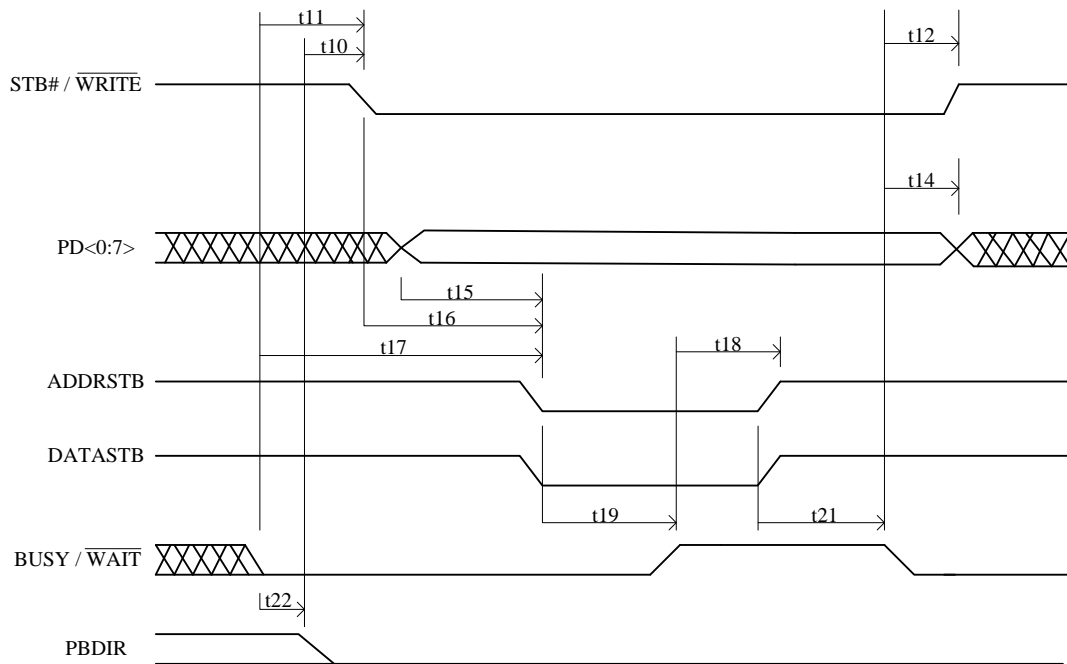 t11
t10
t12
STB# / WRITE
t14
PD<0:7>
t15
t16
t17
t18
ADDRSTB
DATASTB
t19
t21
BUSY / WAIT
t22
PBDIR